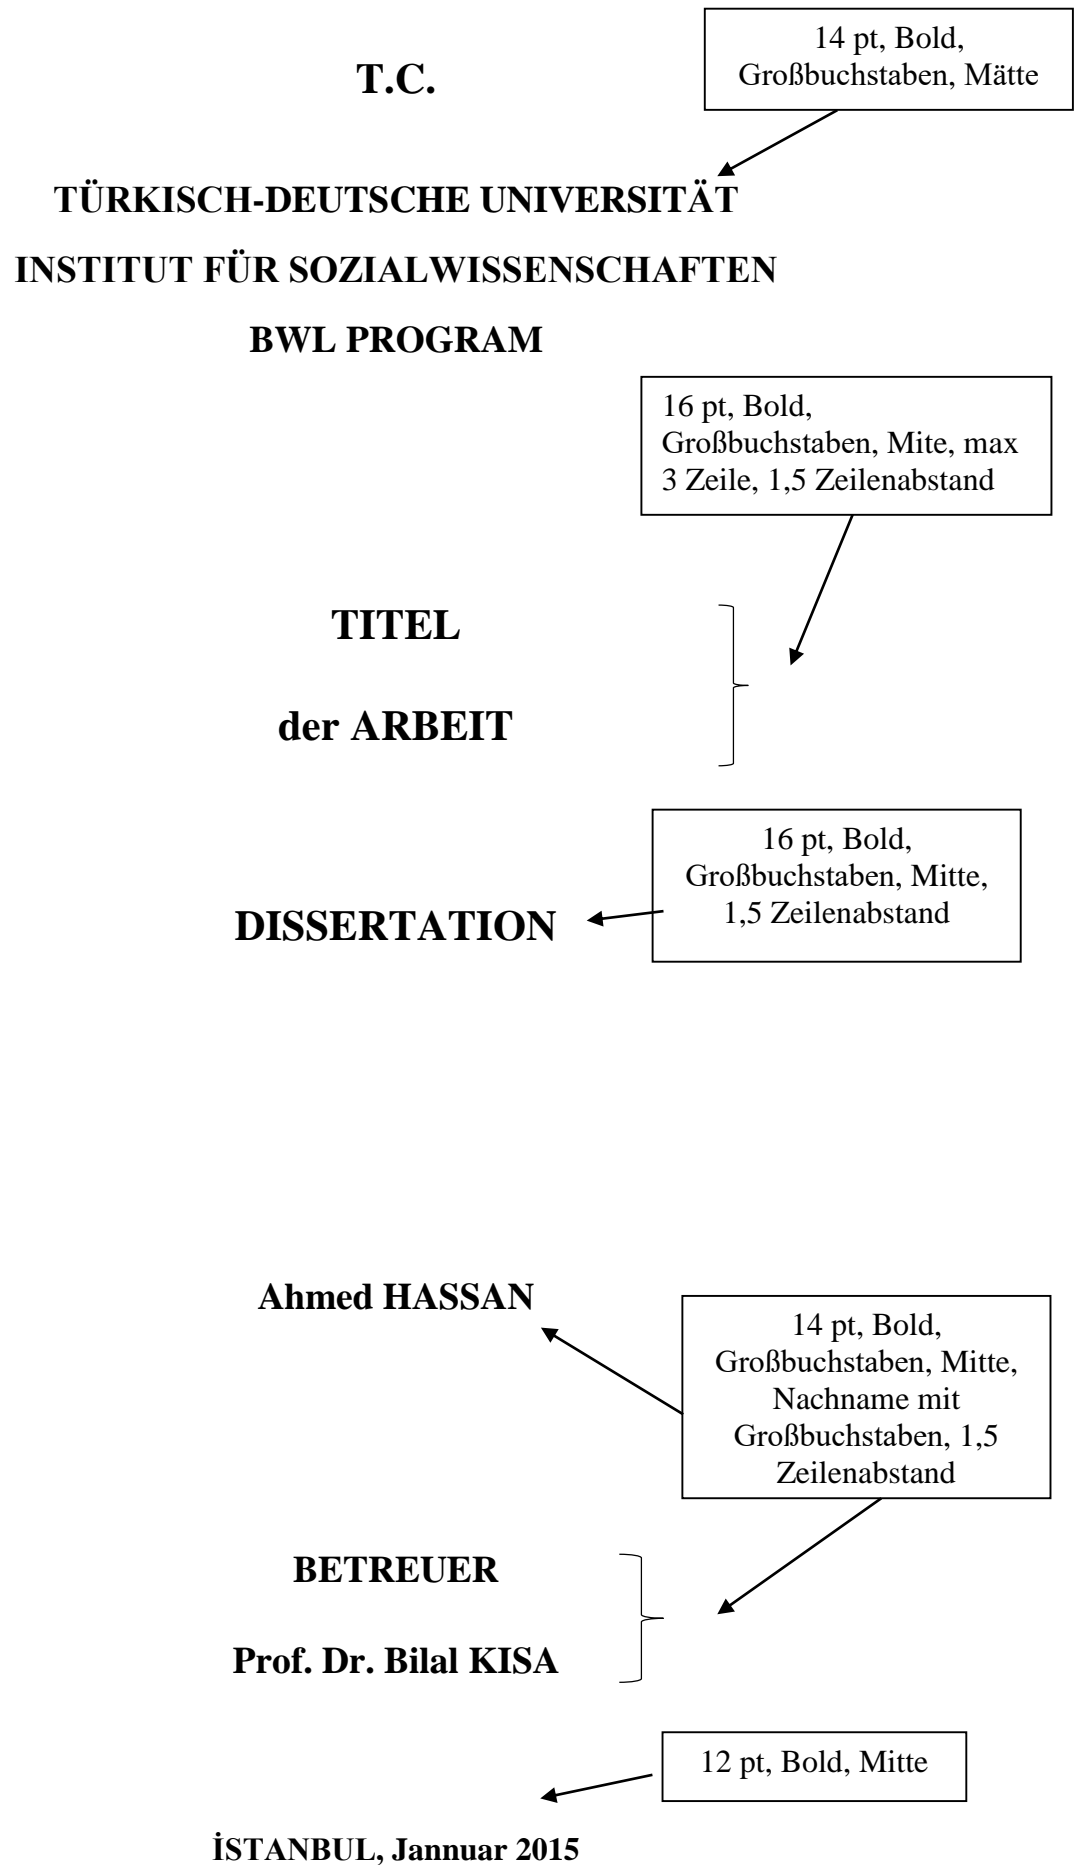 14 pt, Bold,
Großbuchstaben, Mätte
T.C.
TÜRKISCH-DEUTSCHE UNIVERSITÄT
INSTITUT FÜR SOZIALWISSENSCHAFTEN
BWL PROGRAM
16 pt, Bold,
Großbuchstaben, Mite, max
3 Zeile, 1,5 Zeilenabstand
TITEL
der ARBEIT
16 pt, Bold,
Großbuchstaben, Mitte,
1,5 Zeilenabstand
DISSERTATION
Ahmed HASSAN
14 pt, Bold,
Großbuchstaben, Mitte,
Nachname mit
Großbuchstaben, 1,5
Zeilenabstand
BETREUER
Prof. Dr. Bilal KISA
12 pt, Bold, Mitte
İSTANBUL, Jannuar 2015